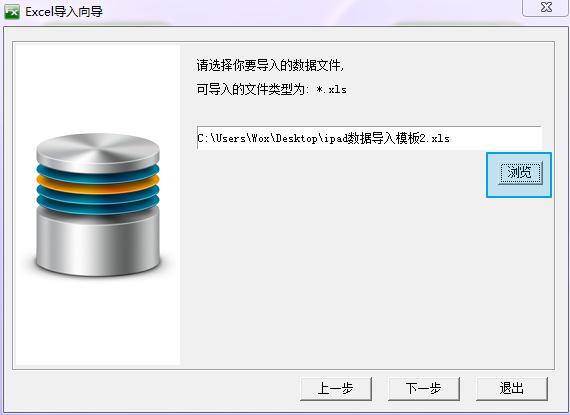 Excel导入向导
请选择你要导入的数据文件,
可导入的文件类型为: *.xls
C:\Users\Wox\Desktop\ipad数据导入模板2.xls
浏览
上一步 下一步 退出